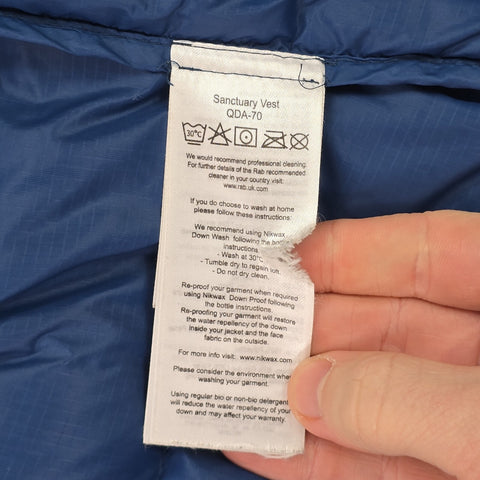 Sanctuary Vest
QDA-70
30°C
We would recommend professional cleaning.
For further details of the Rab recommended
cleaner in your country visit:
www.rab.uk.com
If you do choose to wash at home
please follow these instructions:
We recommend using Nikwax
Down Wash following the bottle
instructions.
- Wash at 30°C
- Tumble dry to regain loft.
- Do not dry clean.
Re-proof your garment when required
using Nikwax Down Proof following
the bottle instructions.
Re-proofing your garment will restore
the water repellency of the down
inside your jacket and the face
fabric on the outside.
For more info visit: www.nikwax.com
Please consider the environment when
washing your garment.
Using regular bio or non-bio detergent
will reduce the water repellency of your
down and may affect your warranty.